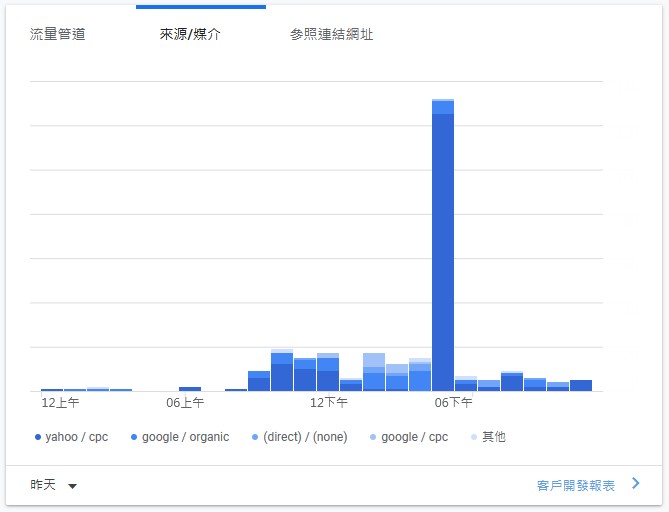 流量管道 來源/媒介 參照連結網址
12上午 06上午 12下午 06下午
yahoo / cpc google / organic (direct) / (none) google / cpc 其他
昨天 客戶開發報表